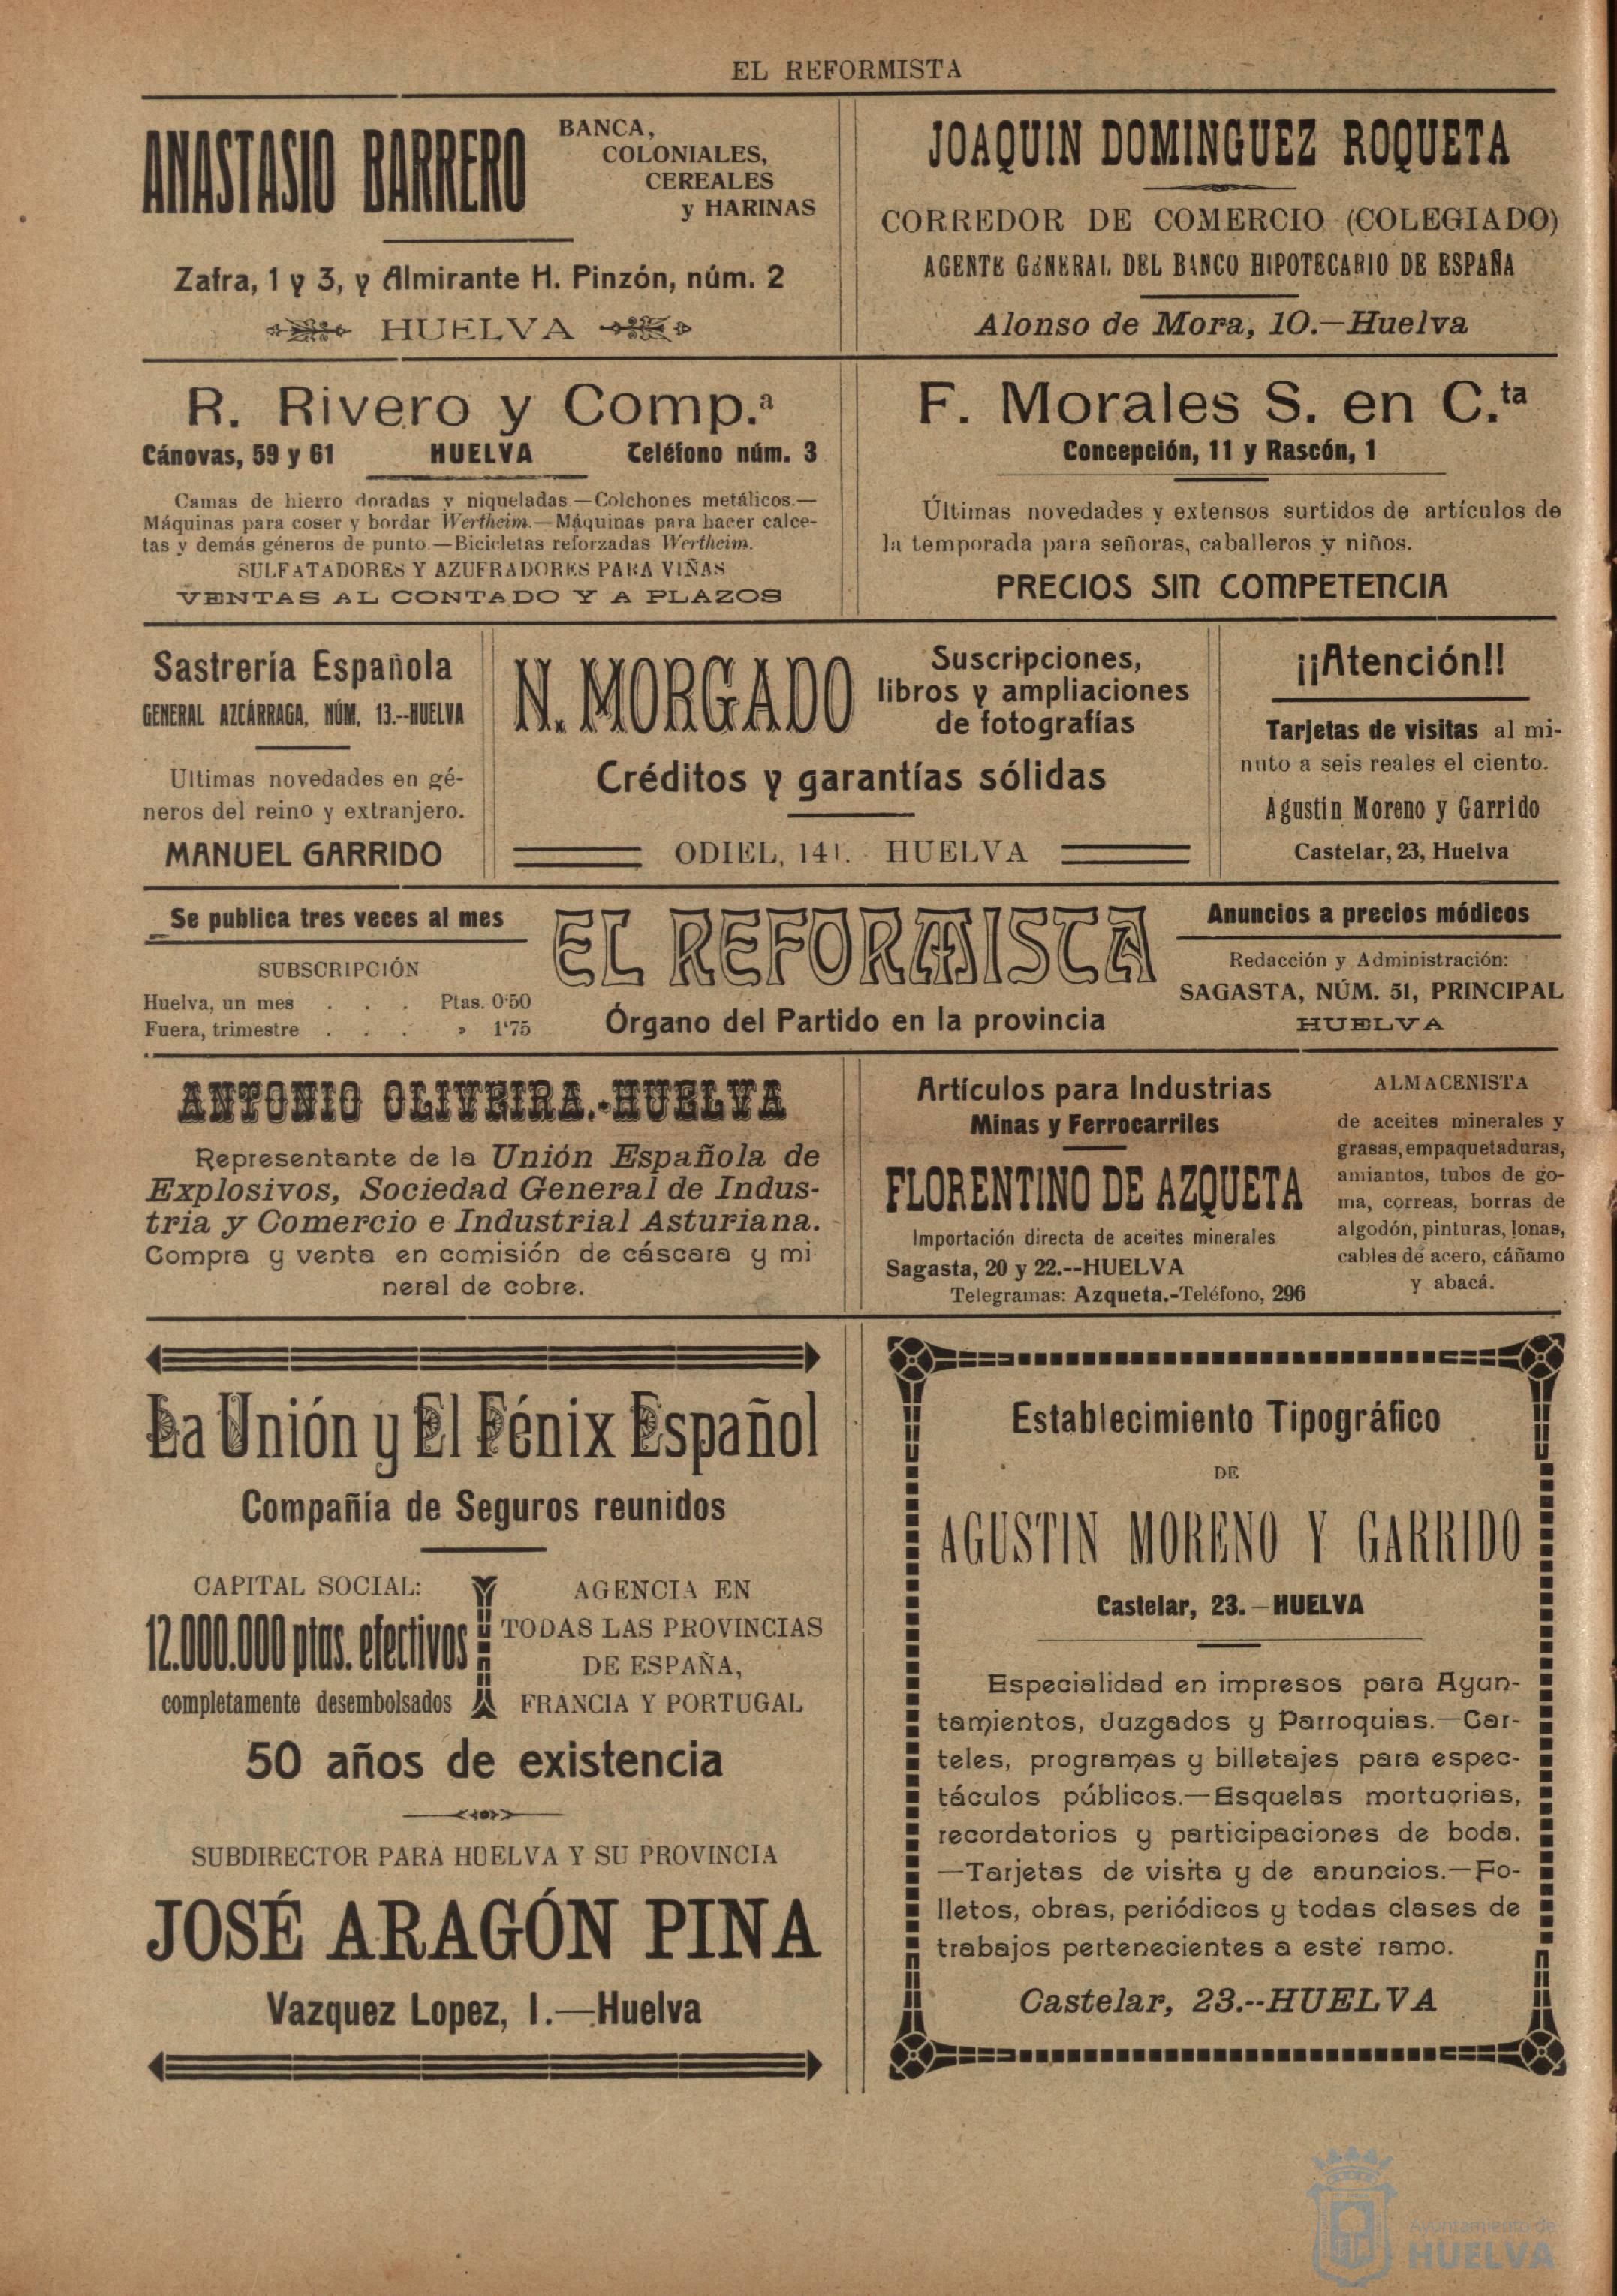 EL REFORMISTA
ANASTASIO BARRERO
BANCA,
COLONIALES,
CEREALES
y HARINAS
Zafra, 1 y 3, y Almirante H. Pinzón, núm. 2
HUELVA
JOAQUIN DOMINGUEZ ROQUETA
CORREDOR DE COMERCIO (COLEGIADO)
AGENTE GENERAL DEL BANCO HIPOTECARIO DE ESPAÑA
Alonso de Mora, 10.—Huelva
R. Rivero y Comp.ª
Cánovas, 59 y 61 HUELVA Teléfono núm. 3
Camas de hierro doradas y niqueladas.—Colchones metálicos.—
Máquinas para coser y bordar Wertheim.—Máquinas para hacer calce-
tas y demás géneros de punto.—Bicicletas reforzadas Wertheim.
SULFATADORES Y AZUFRADORES PARA VIÑAS
VENTAS AL CONTADO Y A PLAZOS
F. Morales S. en C.ta
Concepción, 11 y Rascón, 1
Últimas novedades y extensos surtidos de artículos de
la temporada para señoras, caballeros y niños.
PRECIOS SIN COMPETENCIA
Sastrería Española
GENERAL AZCÁRRAGA, NÚM. 13.--HUELVA
Ultimas novedades en gé-
neros del reino y extranjero.
MANUEL GARRIDO
N. MORGADO
Suscripciones,
libros y ampliaciones
de fotografías
Créditos y garantías sólidas
ODIEL, 141. - HUELVA
¡¡Atención!!
Tarjetas de visitas al mi-
nuto a seis reales el ciento.
Agustín Moreno y Garrido
Castelar, 23, Huelva
Se publica tres veces al mes
SUBSCRIPCIÓN
Huelva, un mes . . . Ptas. 0'50
Fuera, trimestre . . . » 1'75
EL REFORMISTA
Órgano del Partido en la provincia
Anuncios a precios módicos
Redacción y Administración:
SAGASTA, NÚM. 51, PRINCIPAL
HUELVA
ANTONIO OLIVEIRA.-HUELVA
Representante de la Unión Española de
Explosivos, Sociedad General de Indus-
tria y Comercio e Industrial Asturiana.
Compra y venta en comisión de cáscara y mi-
neral de cobre.
Artículos para Industrias
Minas y Ferrocarriles
FLORENTINO DE AZQUETA
Importación directa de aceites minerales
Sagasta, 20 y 22.--HUELVA
Telegramas: Azqueta.-Teléfono, 296
ALMACENISTA
de aceites minerales y
grasas, empaquetaduras,
amiantos, tubos de go-
ma, correas, borras de
algodón, pinturas, lonas,
cables de acero, cáñamo
y abacá.
La Unión y El Fénix Español
Compañía de Seguros reunidos
CAPITAL SOCIAL:
12.000.000 ptas. efectivos
completamente desembolsados
AGENCIA EN
TODAS LAS PROVINCIAS
DE ESPAÑA,
FRANCIA Y PORTUGAL
50 años de existencia
SUBDIRECTOR PARA HUELVA Y SU PROVINCIA
JOSÉ ARAGÓN PINA
Vazquez Lopez, 1.—Huelva
Establecimiento Tipográfico
DE
AGUSTIN MORENO Y GARRIDO
Castelar, 23.—HUELVA
Especialidad en impresos para Ayun-
tamientos, Juzgados y Parroquias.—Car-
teles, programas y billetajes para espec-
táculos públicos.—Esquelas mortuorias,
recordatorios y participaciones de boda.
—Tarjetas de visita y de anuncios.—Fo-
lletos, obras, periódicos y todas clases de
trabajos pertenecientes a este ramo.
Castelar, 23.--HUELVA
Ayuntamiento de
HUELVA